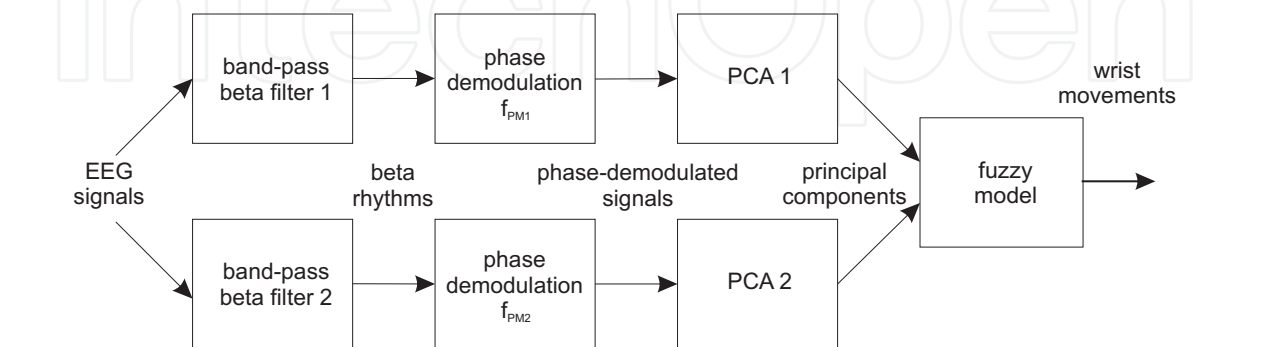 IntechOpen
band-pass
beta filter 1
phase
demodulation
fPM1
PCA 1
wrist
movements
EEG
signals
beta
rhythms
phase-demodulated
signals
principal
components
fuzzy
model
band-pass
beta filter 2
phase
demodulation
fPM2
PCA 2